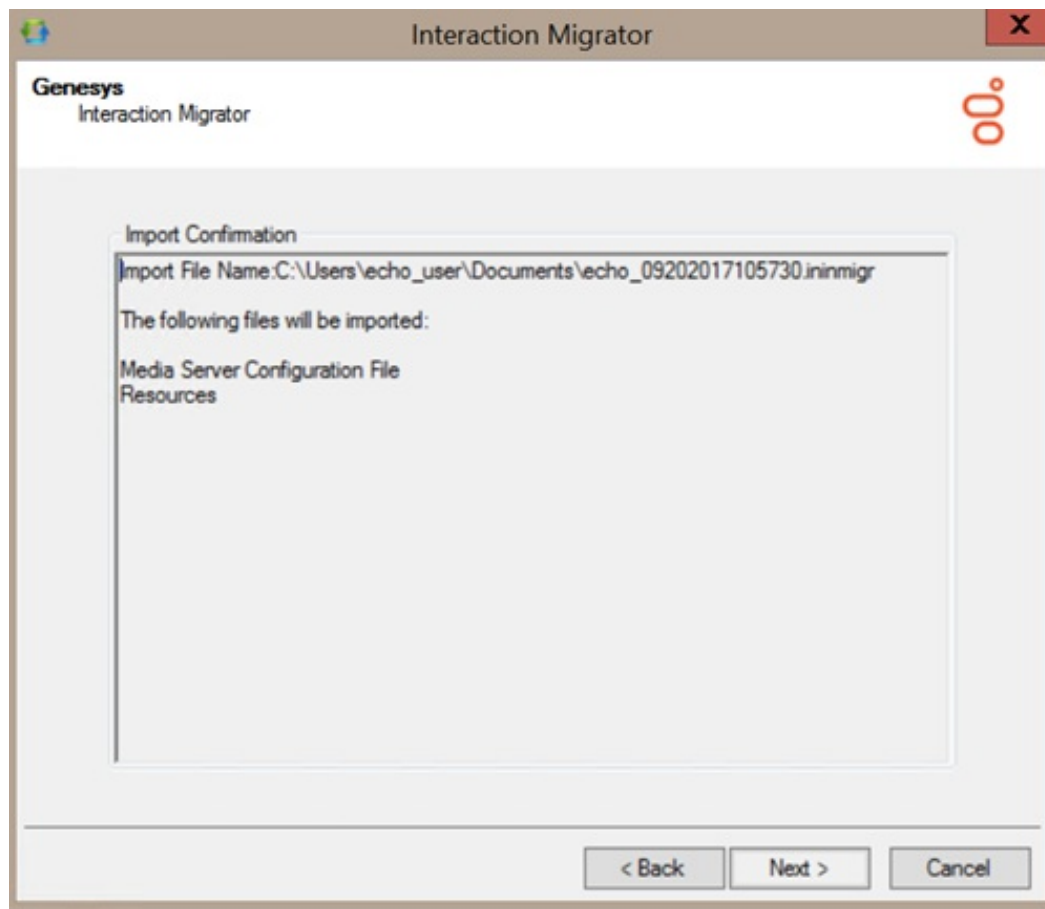 Interaction Migrator
X
Genesys
Interaction Migrator
Import Confirmation
Import File Name:C:\Users\echo_user\Documents\echo_09202017105730.ininmigr
The following files will be imported:
Media Server Configuration File
Resources
< Back
Next >
Cancel